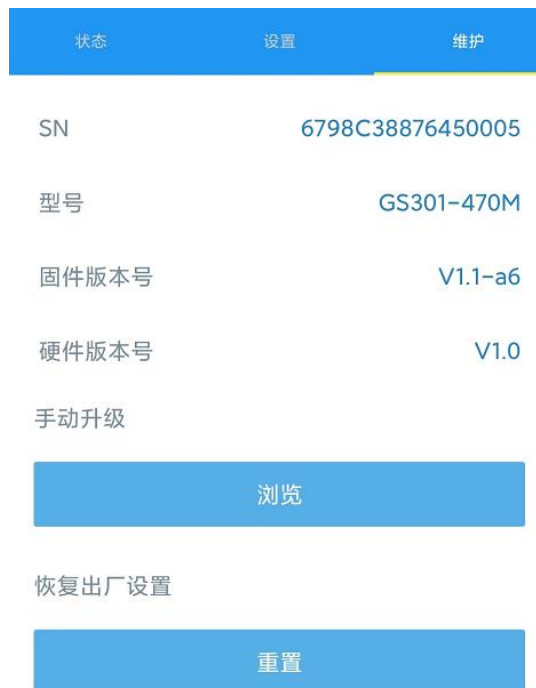 状态 设置 维护
SN 6798C38876450005
型号 GS301-470M
固件版本号 V1.1-a6
硬件版本号 V1.0
手动升级
浏览
恢复出厂设置
重置